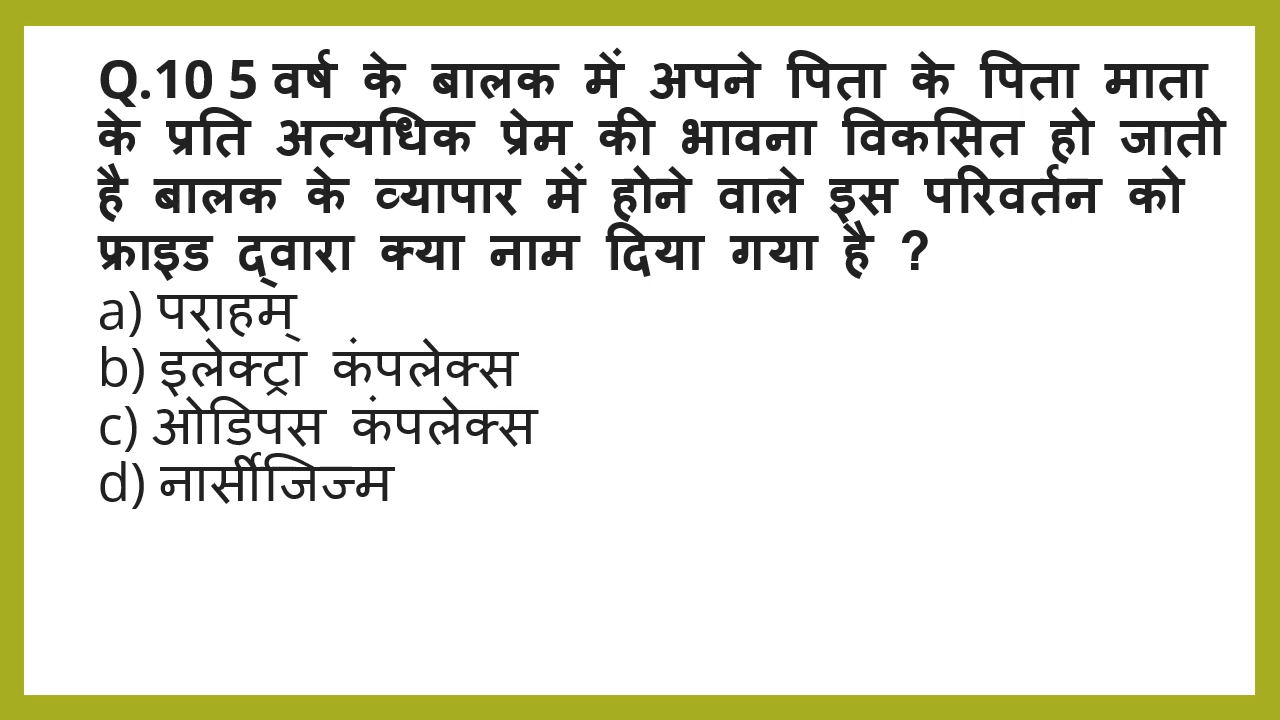 Q.10 5 वर्ष के बालक में अपने पिता के पिता माता
के प्रति अत्यधिक प्रेम की भावना विकसित हो जाती
है बालक के व्यापार में होने वाले इस परिवर्तन को
फ्राइड द्वारा क्या नाम दिया गया है ?
a) पराहम्
b) इलेक्ट्रा कंपलेक्स
c) ओडिपस कंपलेक्स
d) नार्सीजिज्म